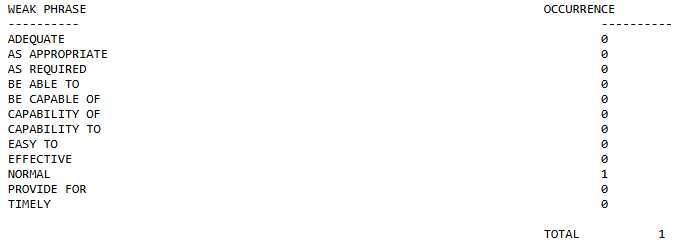 WEAK PHRASE OCCURRENCE
---------- ----------
ADEQUATE 0
AS APPROPRIATE 0
AS REQUIRED 0
BE ABLE TO 0
BE CAPABLE OF 0
CAPABILITY OF 0
CAPABILITY TO 0
EASY TO 0
EFFECTIVE 0
NORMAL 1
PROVIDE FOR 0
TIMELY 0
TOTAL 1